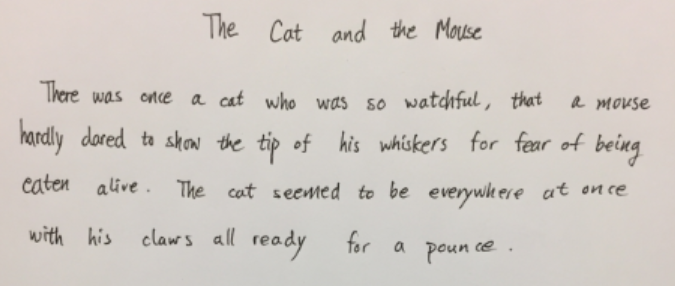 The Cat and the Mouse
There was once a cat who was so watchful, that a mouse
hardly dared to show the tip of his whiskers for fear of being
eaten alive. The cat seemed to be everywhere at once
with his claws all ready for a pounce.